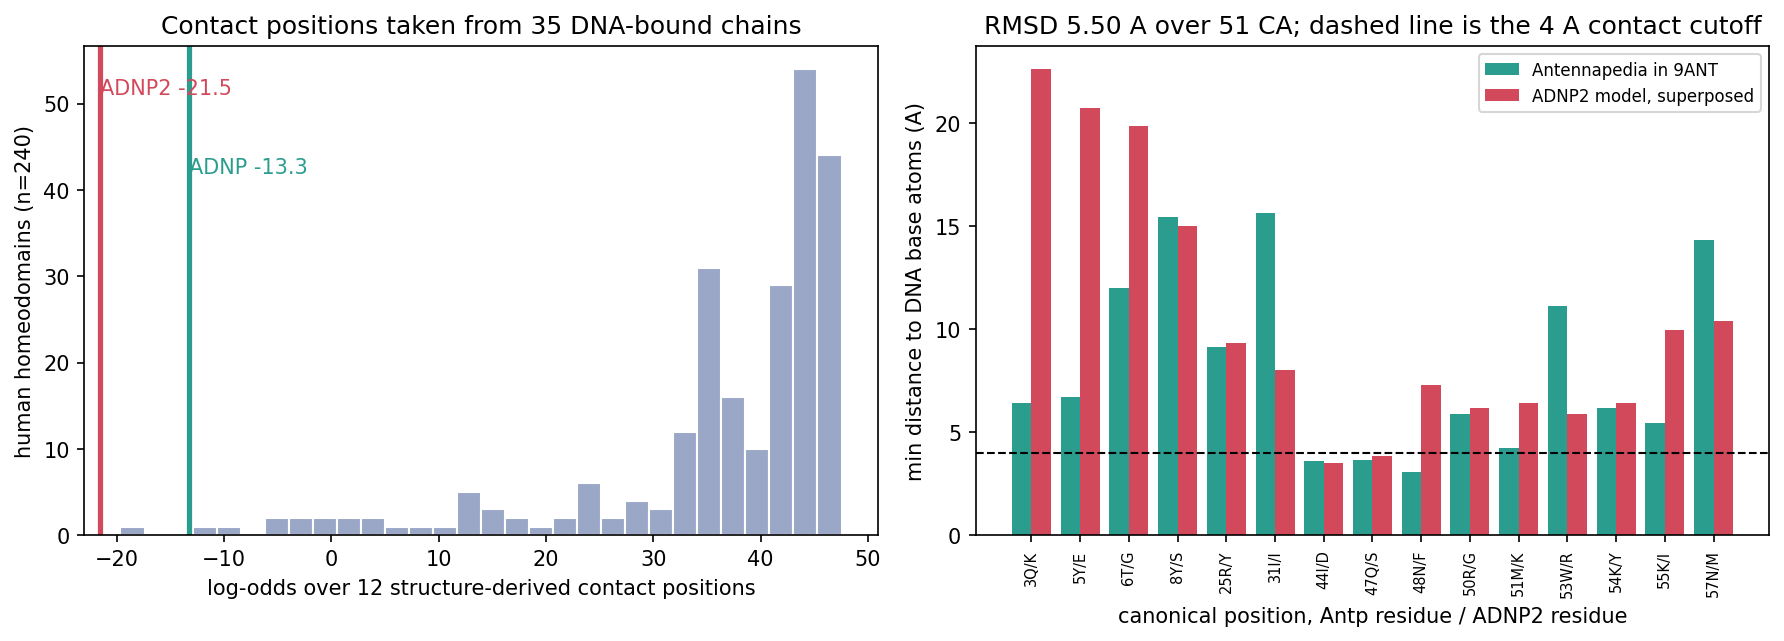 Contact positions taken from 35 DNA-bound chains
ADNP2 -21.5
ADNP -13.3
human homeodomains (n=240)
50
40
30
20
10
0
−20
−10
0
10
20
30
40
50
log-odds over 12 structure-derived contact positions
RMSD 5.50 A over 51 CA; dashed line is the 4 A contact cutoff
Antennapedia in 9ANT
ADNP2 model, superposed
min distance to DNA base atoms (A)
20
15
10
5
0
3Q/K
5Y/E
6T/G
8Y/S
25R/Y
31I/I
44I/D
47Q/S
48N/F
50R/G
51M/K
53W/R
54K/Y
55K/I
57N/M
canonical position, Antp residue / ADNP2 residue